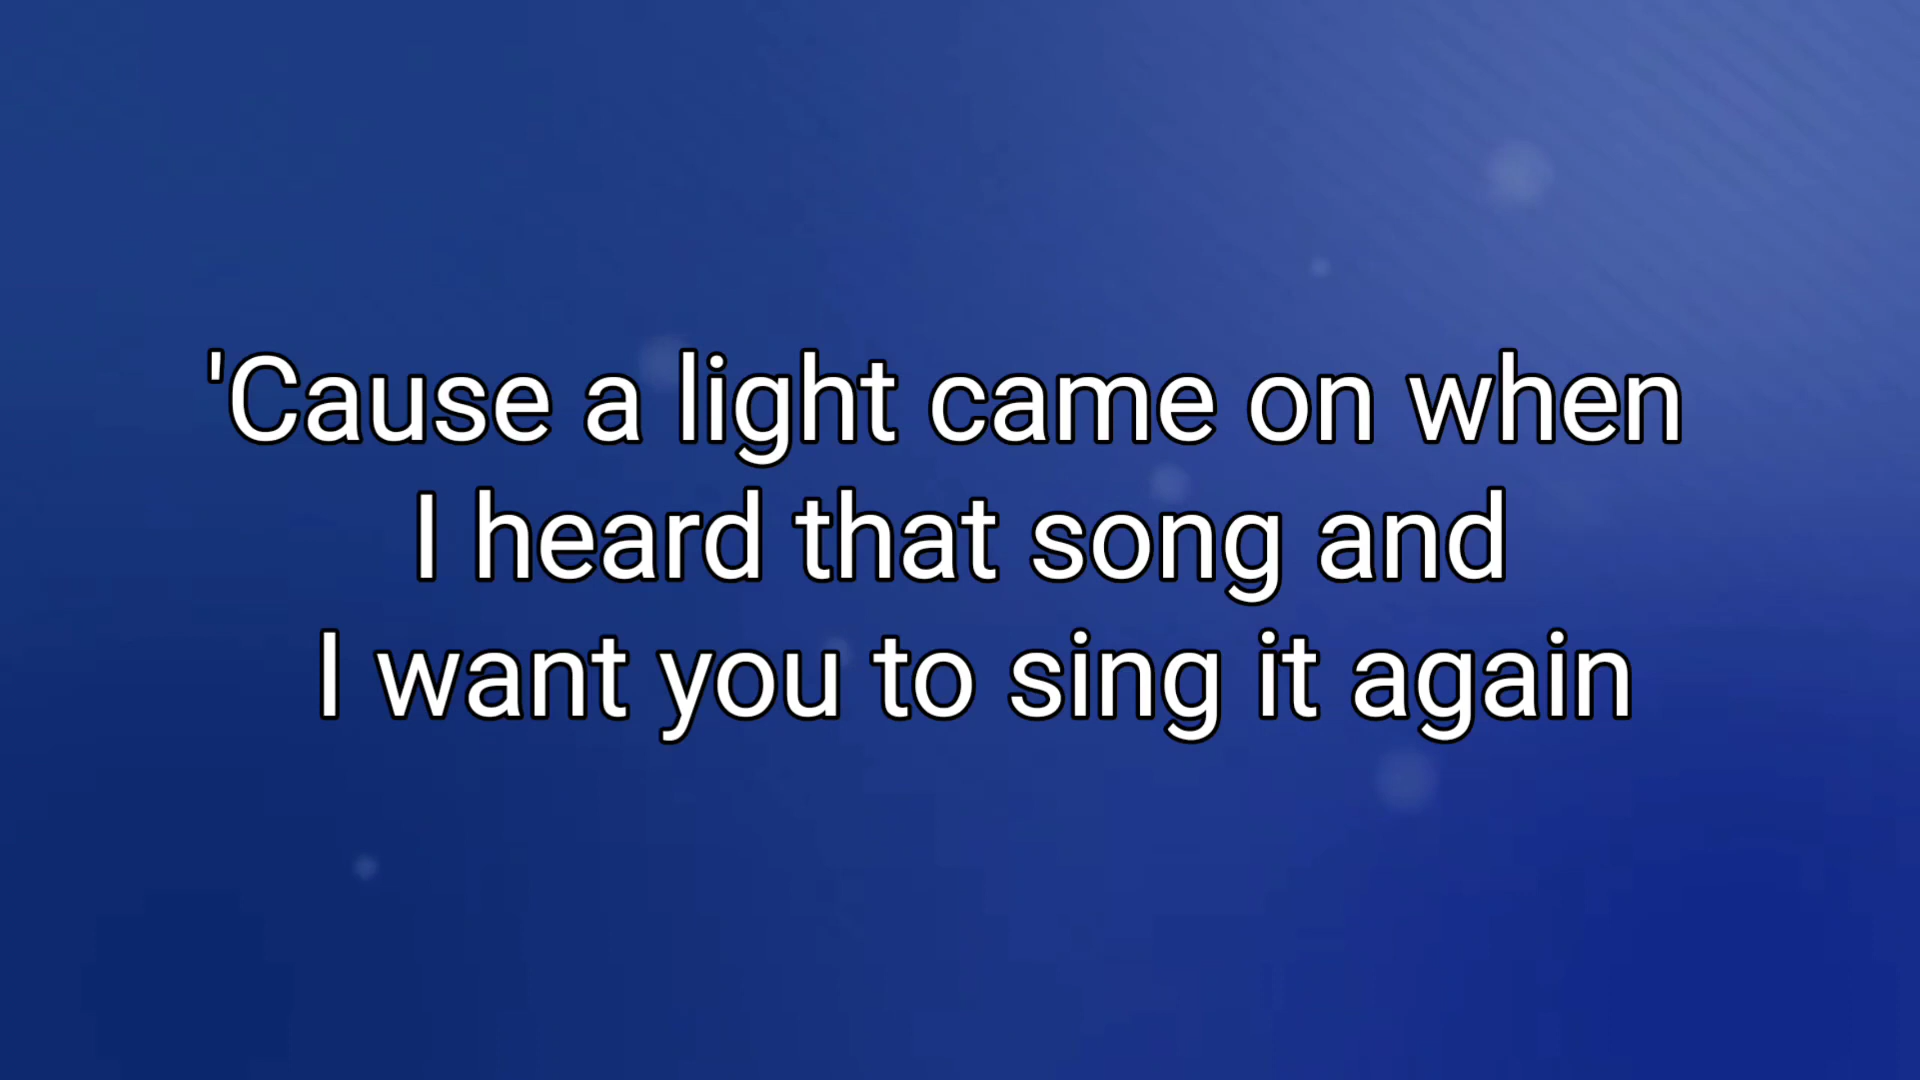 'Cause a light came on when
I heard that song and
I want you to sing it again